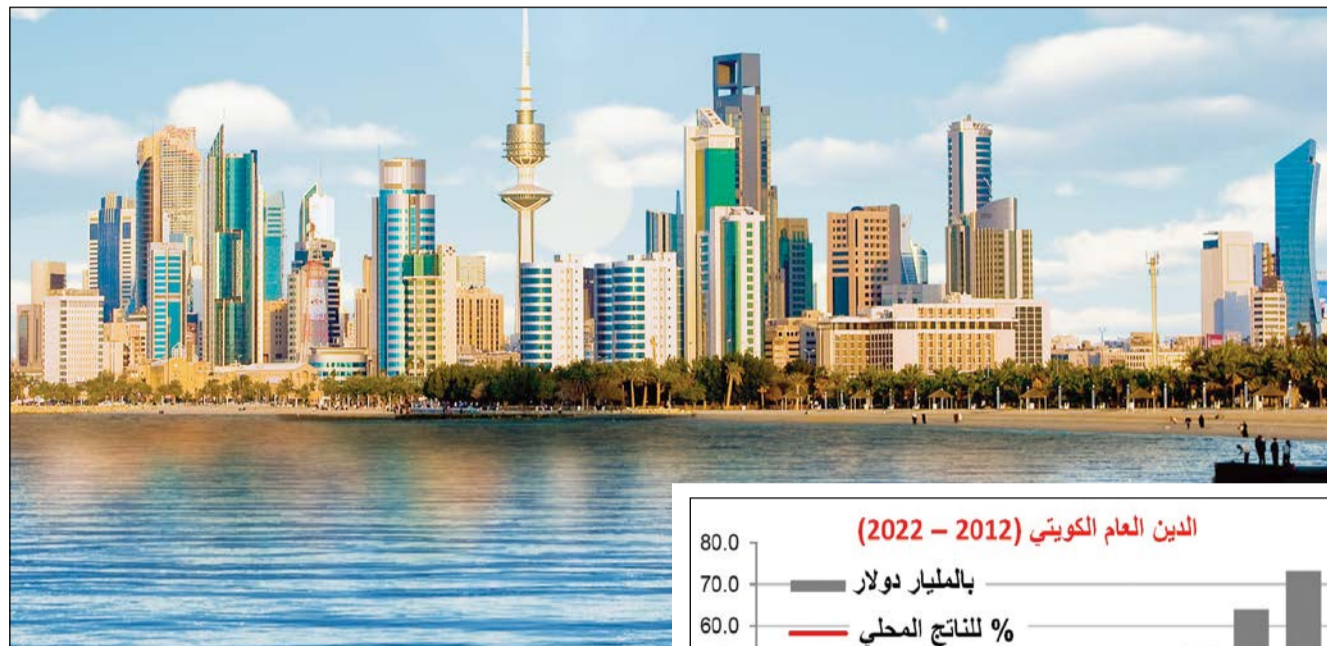 الدين العام الكويتي (2012 – 2022)
80.0
بالمليار دولار
70.0
% للناتج المحلي
60.0